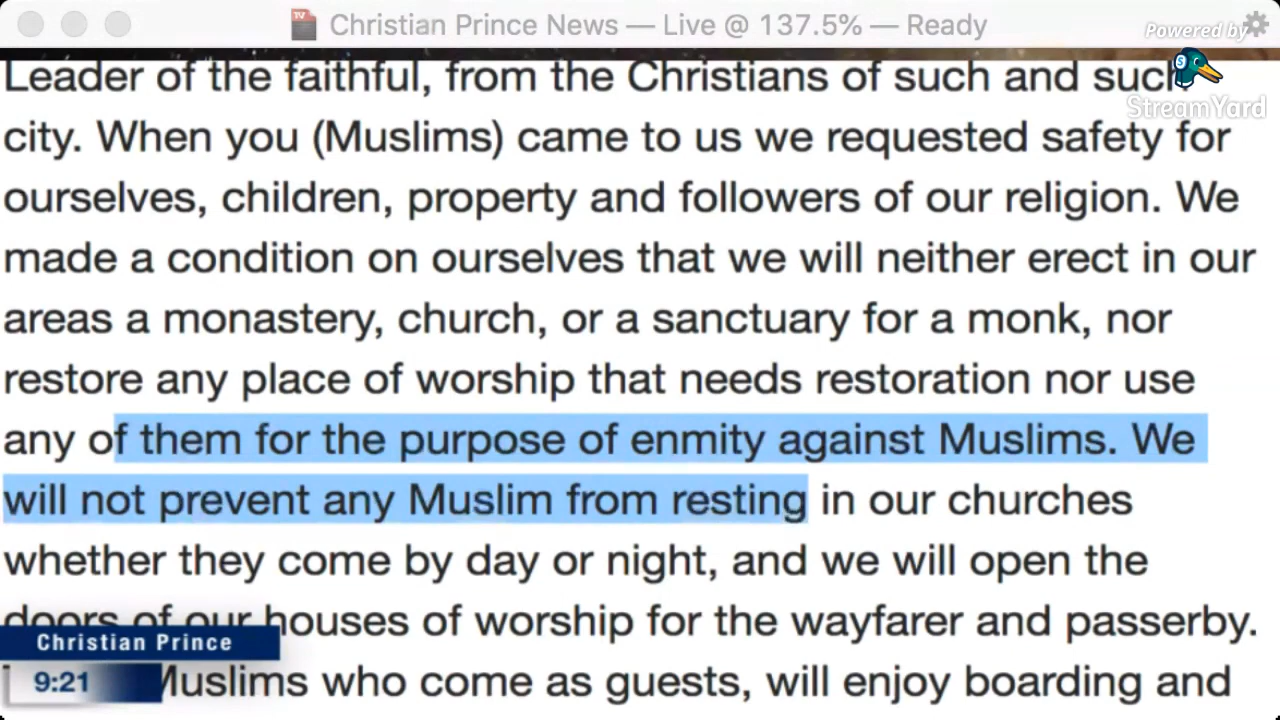 Christian Prince News — Live @ 137.5% — Ready
Powered by
StreamYard
Leader of the faithful, from the Christians of such and such
city. When you (Muslims) came to us we requested safety for
ourselves, children, property and followers of our religion. We
made a condition on ourselves that we will neither erect in our
areas a monastery, church, or a sanctuary for a monk, nor
restore any place of worship that needs restoration nor use
any of them for the purpose of enmity against Muslims. We
will not prevent any Muslim from resting in our churches
whether they come by day or night, and we will open the
doors of our houses of worship for the wayfarer and passerby.
Muslims who come as guests, will enjoy boarding and
Christian Prince
9:21